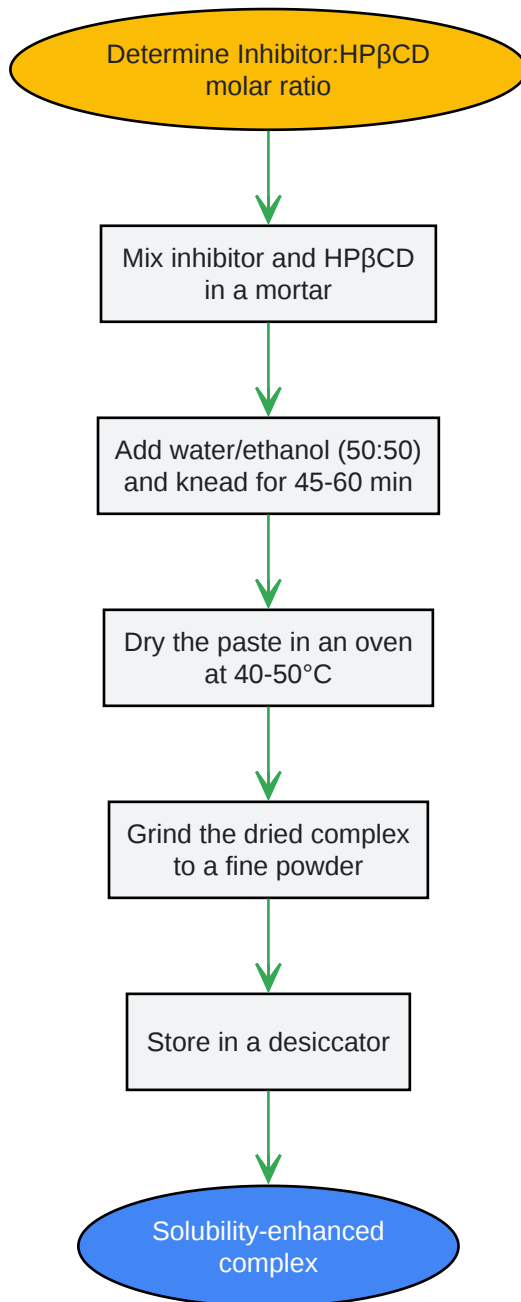 Determine Inhibitor:HPβCD
molar ratio
Mix inhibitor and HPβCD
in a mortar
Add water/ethanol (50:50)
and knead for 45-60 min
Dry the paste in an oven
at 40-50°C
Grind the dried complex
to a fine powder
Store in a desiccator
Solubility-enhanced
complex